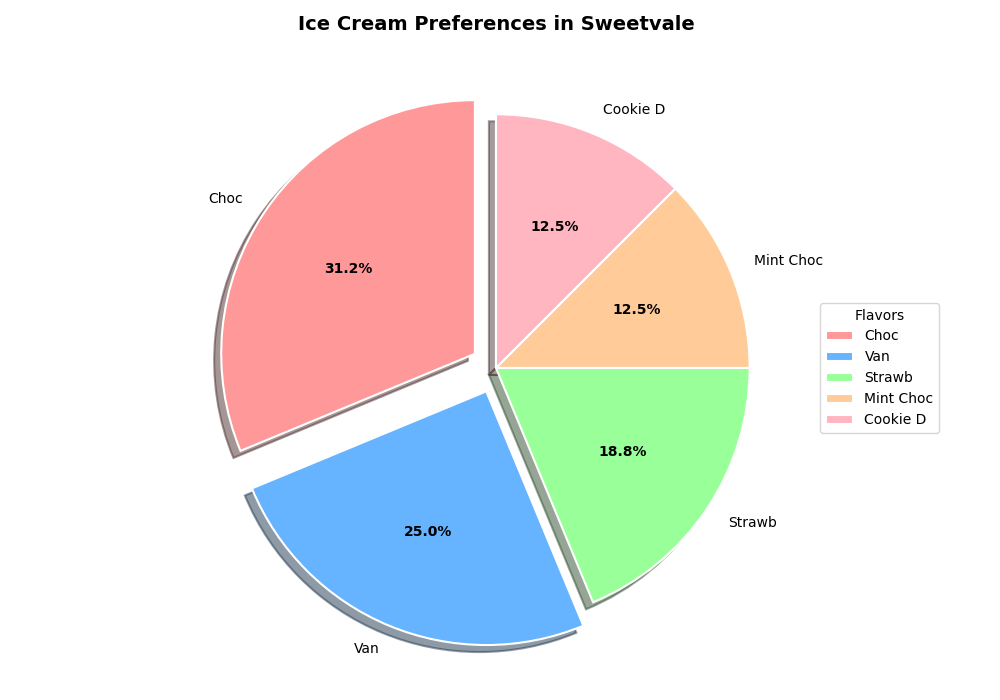 Ice Cream Preferences in Sweetvale
Cookie D
Choc
12.5%
Mint Choc
31.2%
12.5%
Flavors
Choc
Van
Strawb
Mint Choc
Cookie D
18.8%
Strawb
25.0%
Van